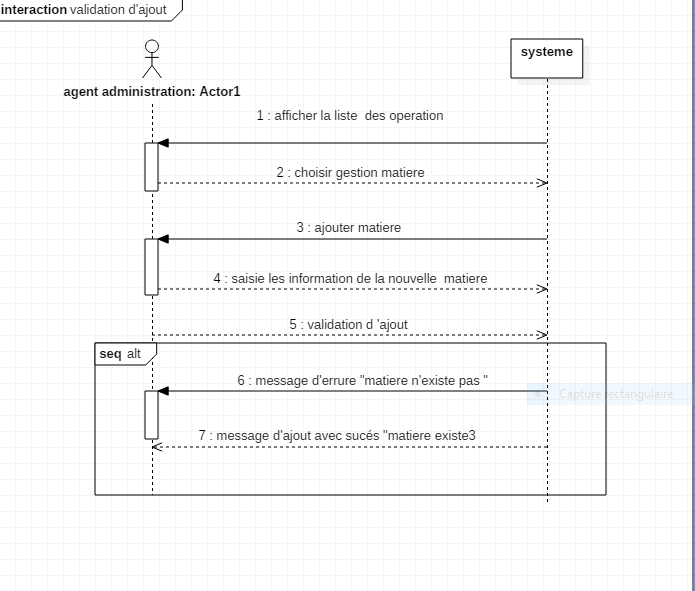 interaction validation d'ajout
systeme
agent administration: Actor1
1 : afficher la liste  des operation
2 : choisir gestion matiere
3 : ajouter matiere
4 : saisie les information de la nouvelle  matiere
5 : validation d 'ajout
seq alt
6 : message d'errure "matiere n'existe pas "
Capture rectangulaire
7 : message d'ajout avec sucés "matiere existe3